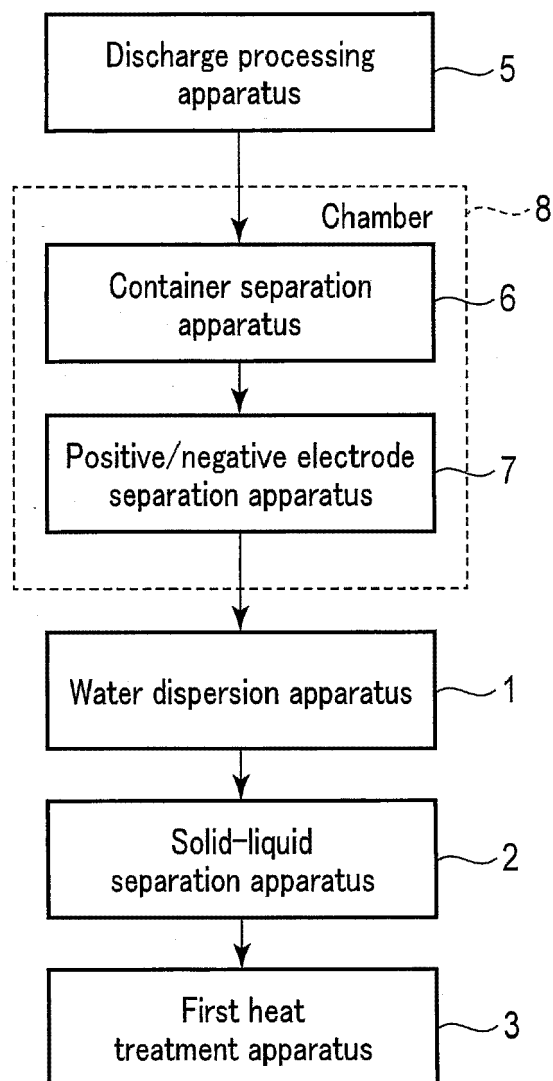 Discharge processing
apparatus
5
8
Chamber
Container separation
apparatus
6
Positive/negative electrode
separation apparatus
7
Water dispersion apparatus
1
Solid-liquid
separation apparatus
2
First heat
treatment apparatus
3